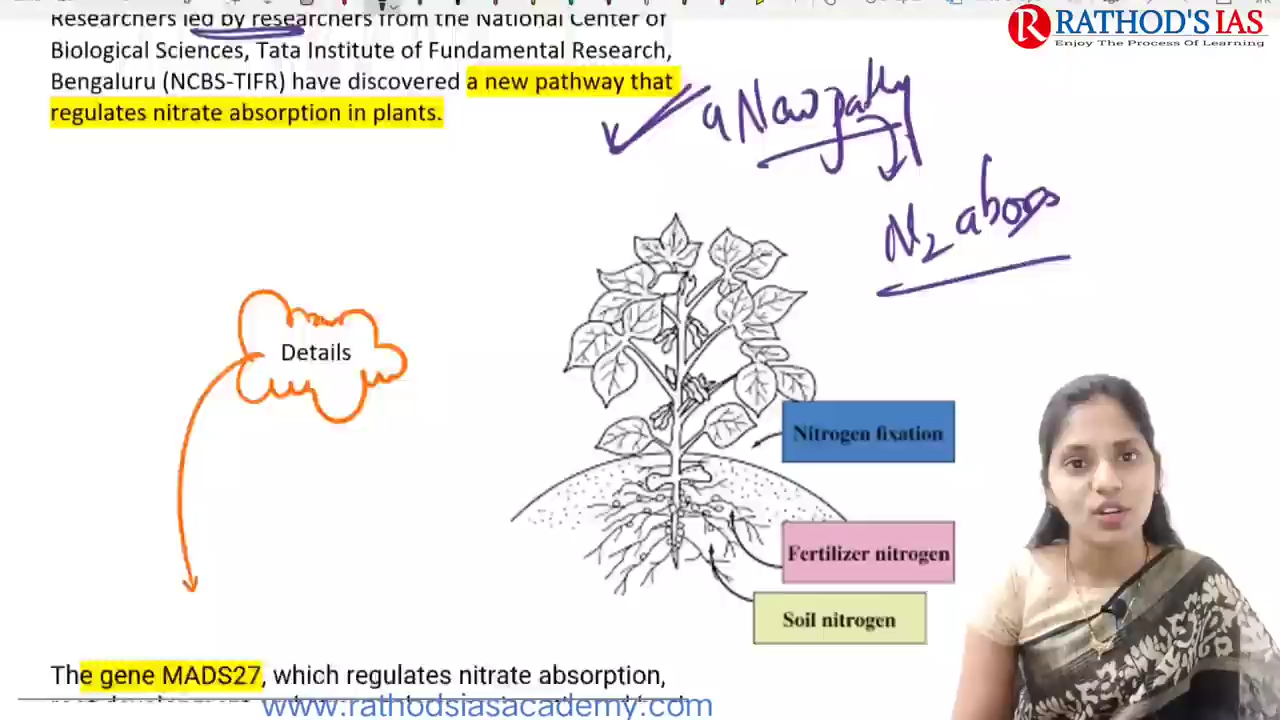 Researchers led by researchers from the National Center of
Biological Sciences, Tata Institute of Fundamental Research,
Bengaluru (NCBS-TIFR) have discovered a new pathway that
regulates nitrate absorption in plants.
R RATHOD'S IAS
Enjoy The Process Of Learning
a New
N2 abors
Details
Nitrogen fixation
Fertilizer nitrogen
Soil nitrogen
The gene MADS27, which regulates nitrate absorption,
www.rathodsiasacademy.com